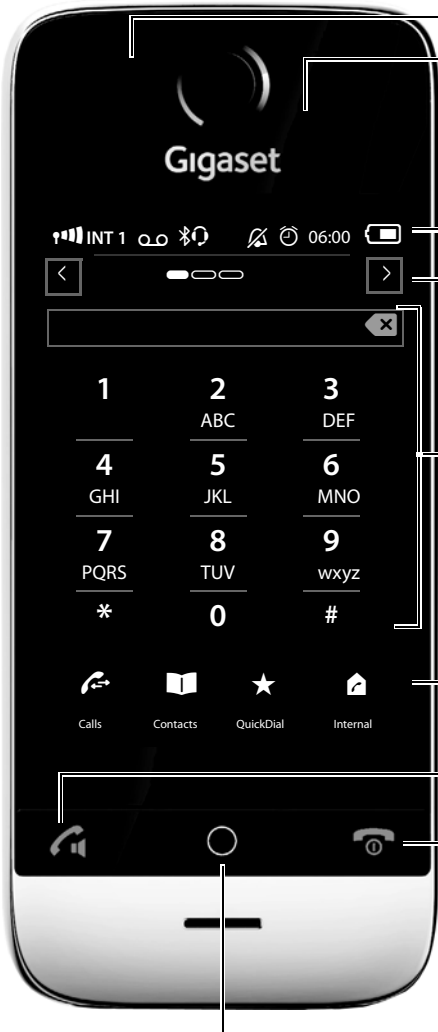 Gigaset
INT 1 06:00
1 2 3
ABC DEF
4 5 6
GHI JKL MNO
7 8 9
PQRS TUV wxyz
* 0 #
Calls Contacts QuickDial Internal